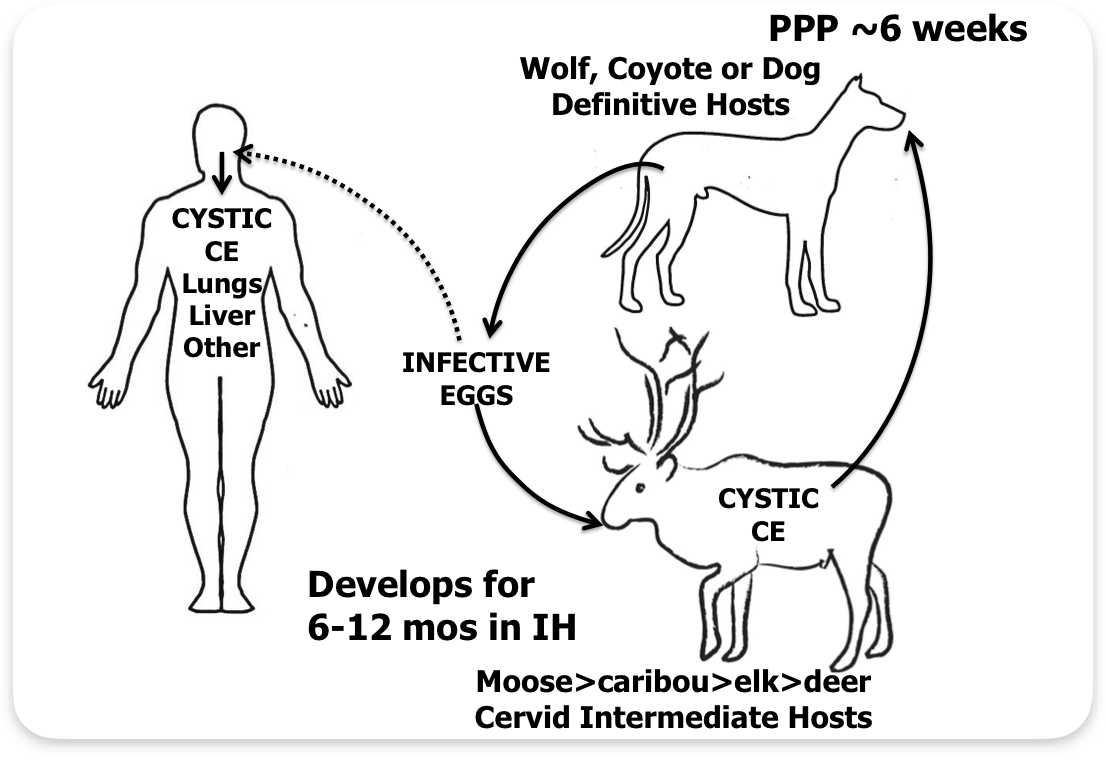 PPP ~6 weeks
Wolf, Coyote or Dog
Definitive Hosts
CYSTIC
CE
Lungs
Liver
Other
INFECTIVE
EGGS
CYSTIC
CE
Develops for
6-12 mos in IH
Moose>caribou>elk>deer
Cervid Intermediate Hosts